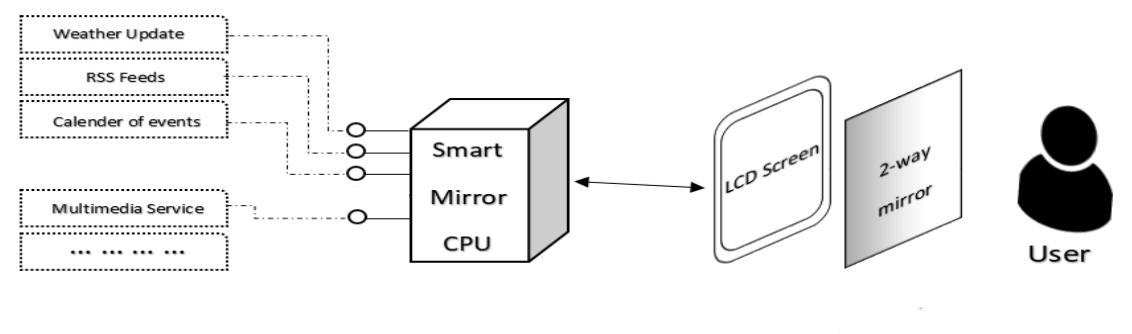 Weather Update
RSS Feeds
Calender of events
Multimedia Service
... ... ... ...
Smart
Mirror
CPU
LCD Screen
2-way
mirror
User